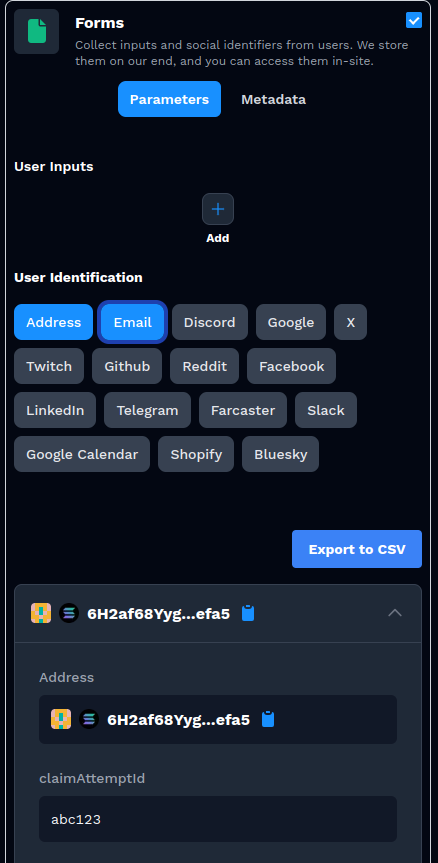 Forms
Collect inputs and social identifiers from users. We store
them on our end, and you can access them in-site.
Parameters Metadata
User Inputs
Add
User Identification
Address Email Discord Google X
Twitch Github Reddit Facebook
LinkedIn Telegram Farcaster Slack
Google Calendar Shopify Bluesky
Export to CSV
6H2af68Yyg...efa5
Address
6H2af68Yyg...efa5
claimAttemptId
abc123